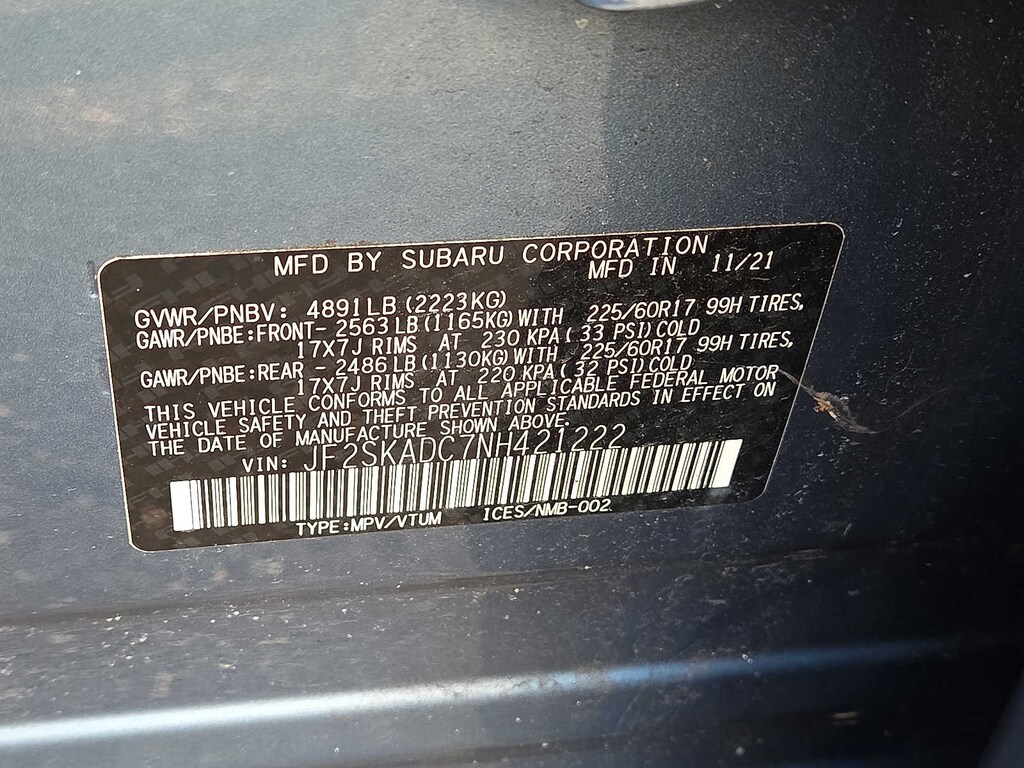 MFD BY SUBARU CORPORATION
MFD IN 11/21
GVWR/PNBV: 4891LB(2223KG)
GAWR/PNBE:FRONT- 2563LB(1165KG)WITH 225/60R17 99H TIRES,
17X7J RIMS AT 230 KPA(33 PSI)COLD
GAWR/PNBE:REAR - 2486LB(1130KG)WITH 225/60R17 99H TIRES,
17X7J RIMS AT 220 KPA(32 PSI)COLD
THIS VEHICLE CONFORMS TO ALL APPLICABLE FEDERAL MOTOR
VEHICLE SAFETY AND THEFT PREVENTION STANDARDS IN EFFECT ON
THE DATE OF MANUFACTURE SHOWN ABOVE.
VIN: JF2SKADC7NH421222
TYPE:MPV/VTUM ICES/NMB-002